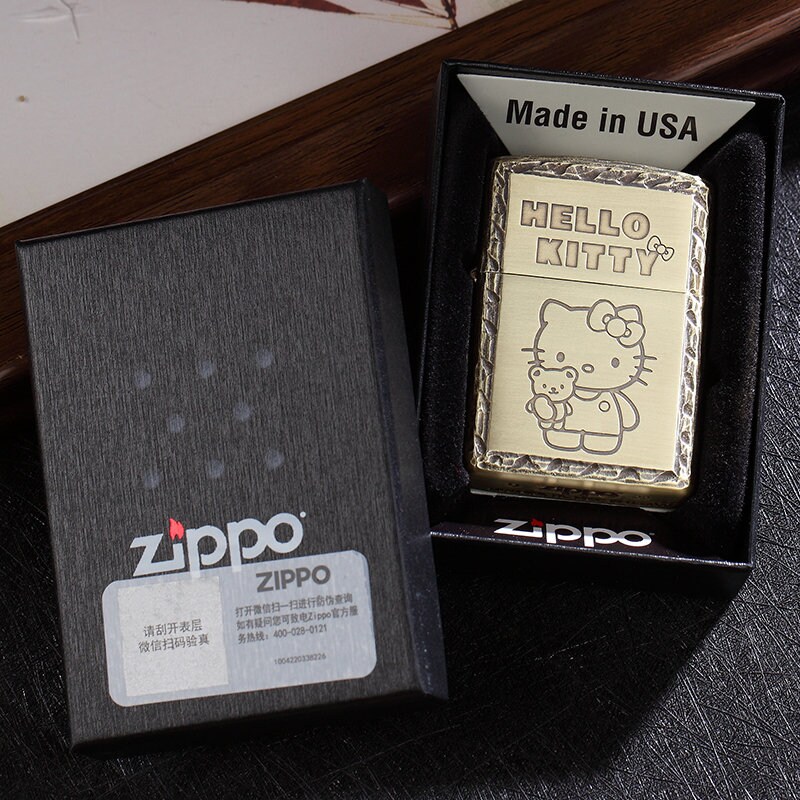 Made in USA
HELLO
KITTY
zippo
zippo
ZIPPO
请刮开表层
微信扫码验真
打开微信扫一扫进行防伪查询
如有疑问您可致电Zippo官方服
务热线：400-028-0121
1804220338226